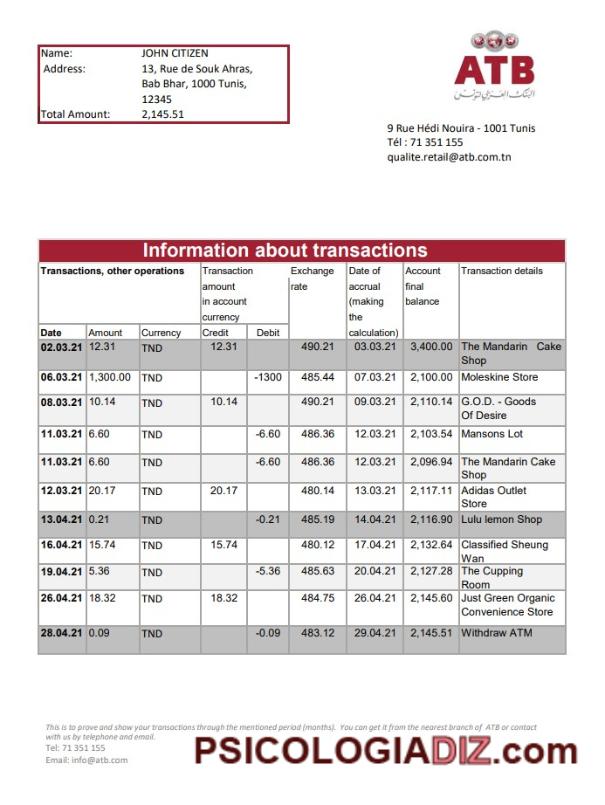 Name: JOHN CITIZEN
Address: 13, Rue de Souk Ahras,
Bab Bhar, 1000 Tunis,
12345
Total Amount: 2,145.51
ATB
البنك العربي لتونس
9 Rue Hédi Nouira - 1001 Tunis
Tél : 71 351 155
qualite.retail@atb.com.tn
Information about transactions
Transactions, other operations Transaction amount in account currency Exchange rate Date of accrual (making the calculation) Account final balance Transaction details
Date Amount Currency Credit Debit
02.03.21 12.31 TND 12.31 490.21 03.03.21 3,400.00 The Mandarin Cake
Shop
06.03.21 1,300.00 TND -1300 485.44 07.03.21 2,100.00 Moleskine Store
08.03.21 10.14 TND 10.14 490.21 09.03.21 2,110.14 G.O.D. - Goods
Of Desire
11.03.21 6.60 TND -6.60 486.36 12.03.21 2,103.54 Mansons Lot
11.03.21 6.60 TND -6.60 486.36 12.03.21 2,096.94 The Mandarin Cake
Shop
12.03.21 20.17 TND 20.17 480.14 13.03.21 2,117.11 Adidas Outlet
Store
13.04.21 0.21 TND -0.21 485.19 14.04.21 2,116.90 Lulu lemon Shop
16.04.21 15.74 TND 15.74 480.12 17.04.21 2,132.64 Classified Sheung
Wan
19.04.21 5.36 TND -5.36 485.63 20.04.21 2,127.28 The Cupping
Room
26.04.21 18.32 TND 18.32 484.75 26.04.21 2,145.60 Just Green Organic
Convenience Store
28.04.21 0.09 TND -0.09 483.12 29.04.21 2,145.51 Withdraw ATM
This is to prove and show your transactions through the mentioned period (months). You can get it from the nearest branch of ATB or contact
with us by telephone and email.
Tel: 71 351 155
Email: info@atb.com
PSICOLOGIADIZ.com